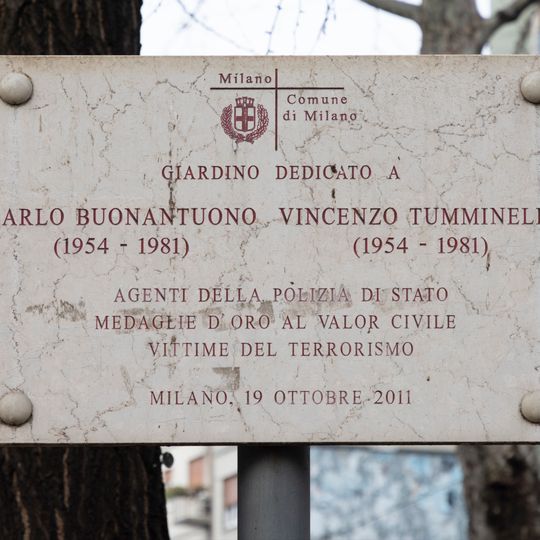 Milano
Comune
di Milano
GIARDINO DEDICATO A
ARLO BUONANTUONO VINCENZO TUMMINELL
(1954 - 1981) (1954 - 1981)
AGENTI DELLA POLIZIA DI STATO
MEDAGLIE D'ORO AL VALOR CIVILE
VITTIME DEL TERRORISMO
MILANO, 19 OTTOBRE 2011